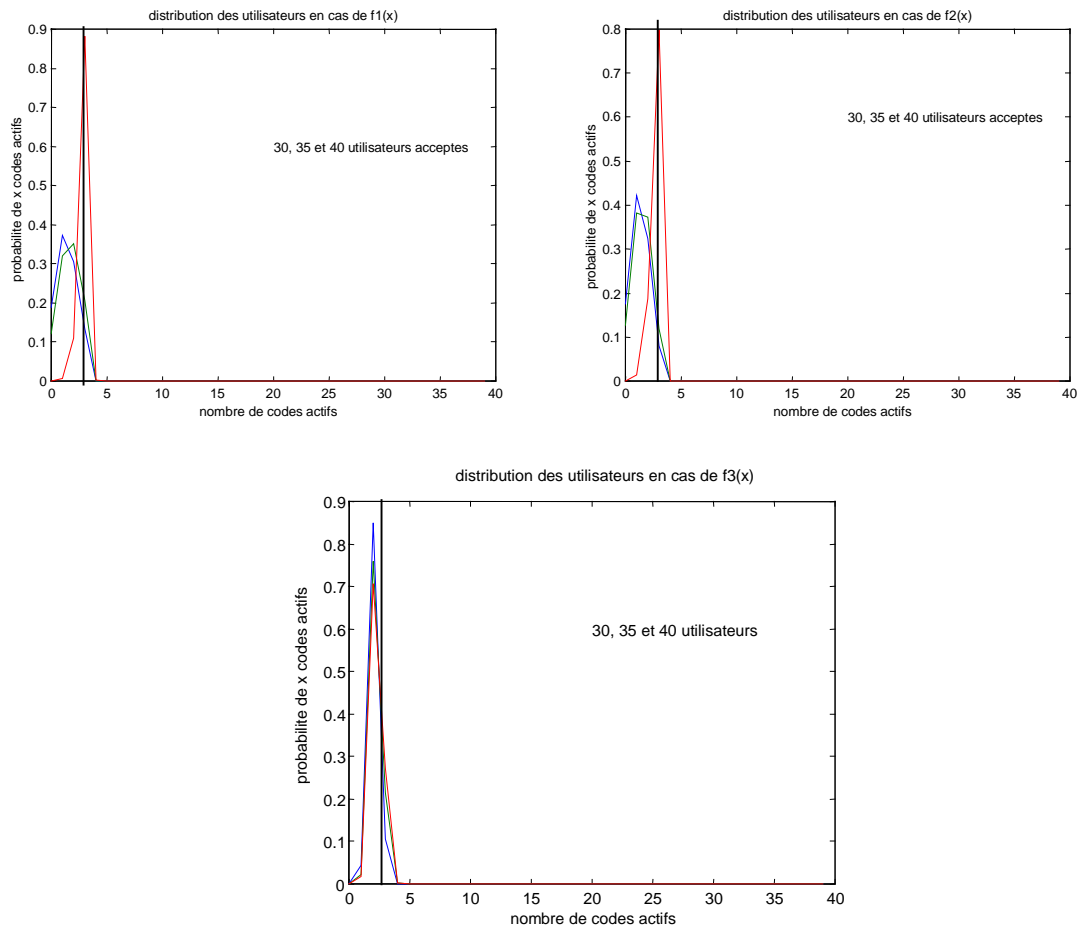 distribution des utilisateurs en cas de f1(x)
0.9
0.8
0.7
0.6
0.5
0.4
0.3
0.2
0.1
0
probabilite de x codes actifs
30, 35 et 40 utilisateurs acceptes
0 5 10 15 20 25 30 35 40
nombre de codes actifs
distribution des utilisateurs en cas de f2(x)
0.8
0.7
0.6
0.5
0.4
0.3
0.2
0.1
0
probabilite de x codes actifs
30, 35 et 40 utilisateurs acceptes
0 5 10 15 20 25 30 35 40
nombre de codes actifs
distribution des utilisateurs en cas de f3(x)
0.9
0.8
0.7
0.6
0.5
0.4
0.3
0.2
0.1
0
probabilite de x codes actifs
30, 35 et 40 utilisateurs
0 5 10 15 20 25 30 35 40
nombre de codes actifs